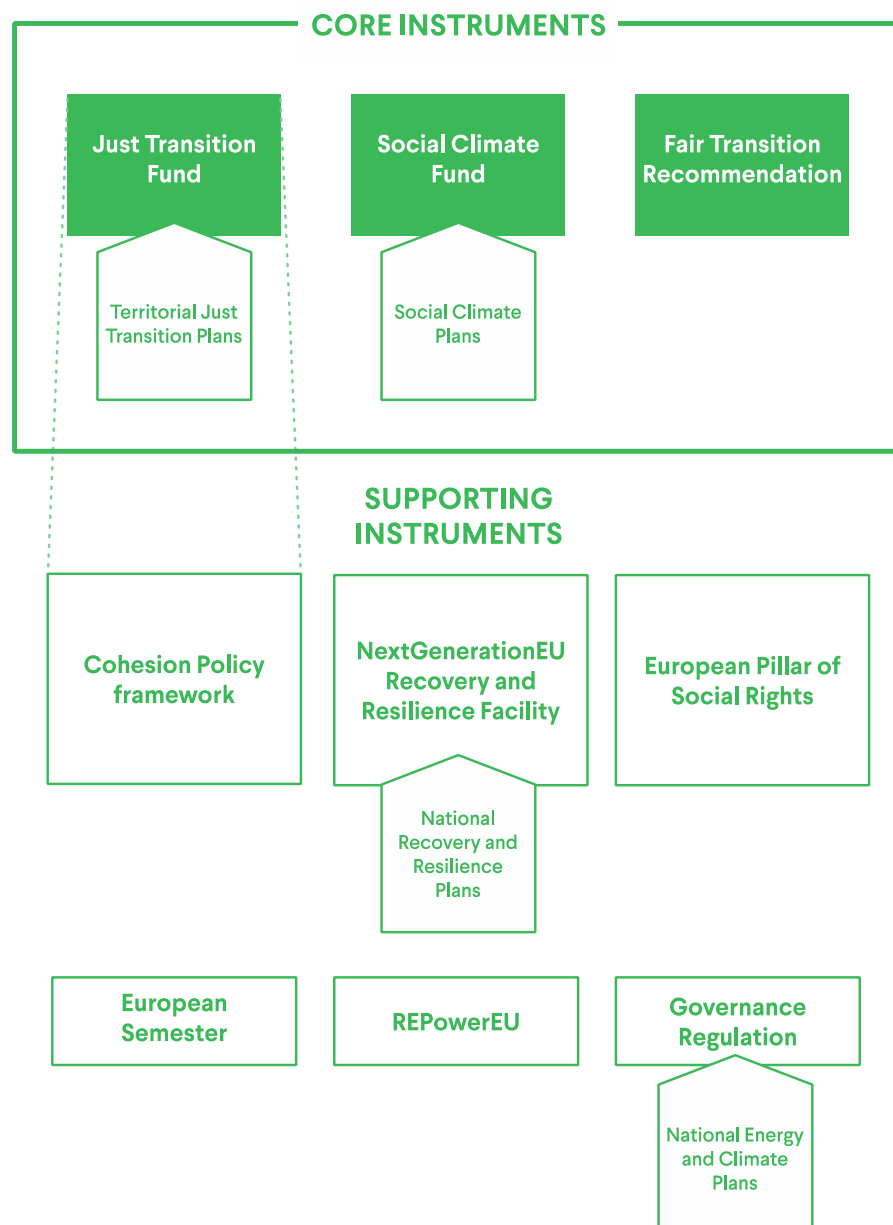 CORE INSTRUMENTS
Just Transition
Fund
Social Climate
Fund
Fair Transition
Recommendation
Territorial Just
Transition Plans
Social Climate
Plans
SUPPORTING
INSTRUMENTS
Cohesion Policy
framework
NextGenerationEU
Recovery and
Resilience Facility
European Pillar of
Social Rights
National
Recovery and
Resilience
Plans
European
Semester
REPowerEU
Governance
Regulation
National Energy
and Climate
Plans